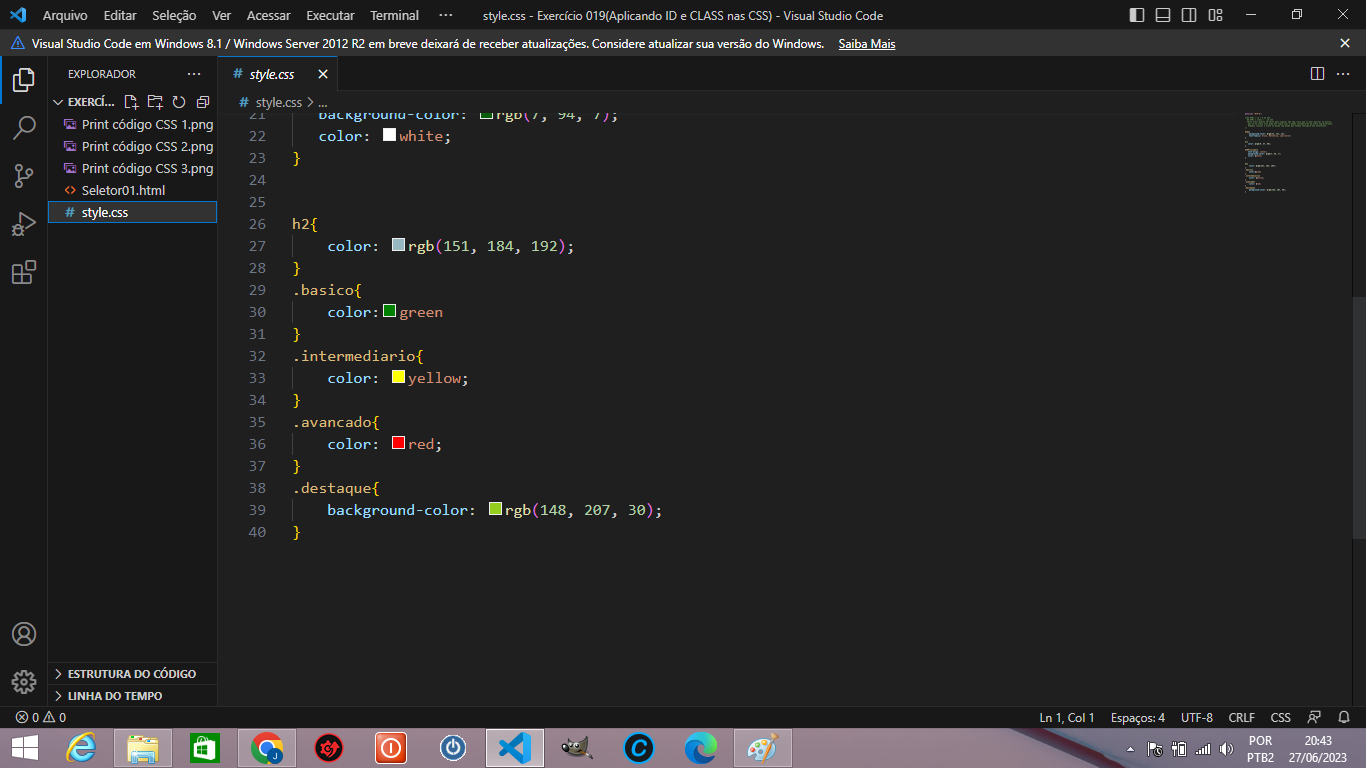 Arquivo Editar Seleção Ver Acessar Executar Terminal ··· style.css - Exercício 019(Aplicando ID e CLASS nas CSS) - Visual Studio Code
Visual Studio Code em Windows 8.1 / Windows Server 2012 R2 em breve deixará de receber atualizações. Considere atualizar sua versão do Windows. Saiba Mais
EXPLORADOR ···
# style.css
EXERCÍ...
# style.css > ...
Print código CSS 1.png
Print código CSS 2.png
Print código CSS 3.png
<> Seletor01.html
# style.css
21 background-color: rgb(7, 94, 7);
22 color: white;
23 }
24
25
26 h2{
27 color: rgb(151, 184, 192);
28 }
29 .basico{
30 color: green
31 }
32 .intermediario{
33 color: yellow;
34 }
35 .avancado{
36 color: red;
37 }
38 .destaque{
39 background-color: rgb(148, 207, 30);
40 }
ESTRUTURA DO CÓDIGO
LINHA DO TEMPO
0 0 Ln 1, Col 1 Espaços: 4 UTF-8 CRLF CSS
J
POR 20:43
PTB2 27/06/2023